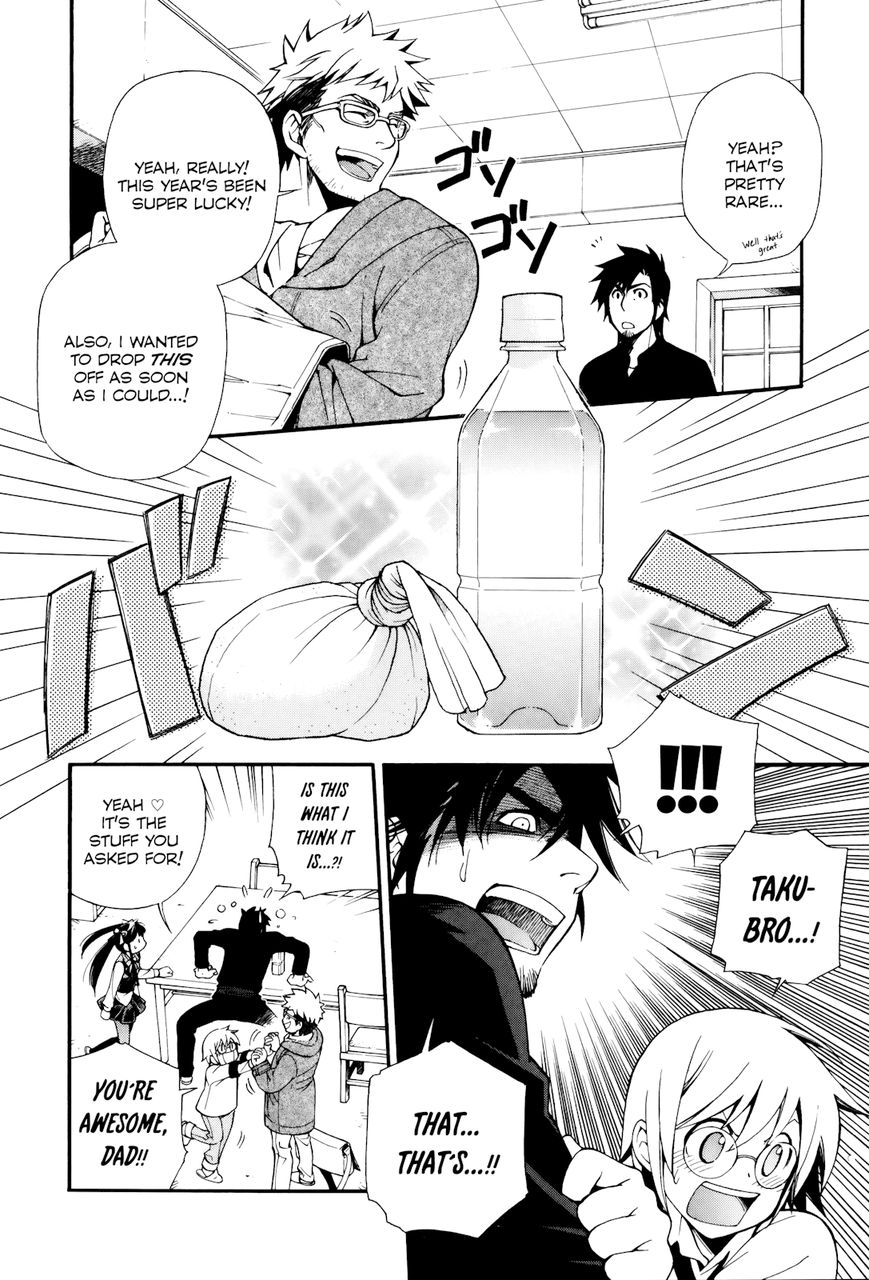 YEAH?
THAT'S
PRETTY
RARE...
Well that's
great
YEAH, REALLY!
THIS YEAR'S BEEN
SUPER LUCKY!
ゴソ
ゴソ
ALSO, I WANTED
TO DROP THIS
OFF AS SOON
AS I COULD...!
!!!
TAKU-
BRO...!
THAT...
THAT'S...!!
IS THIS
WHAT I
THINK IT
IS...?!
YEAH ♡
IT'S THE
STUFF YOU
ASKED FOR!
YOU'RE
AWESOME,
DAD!!